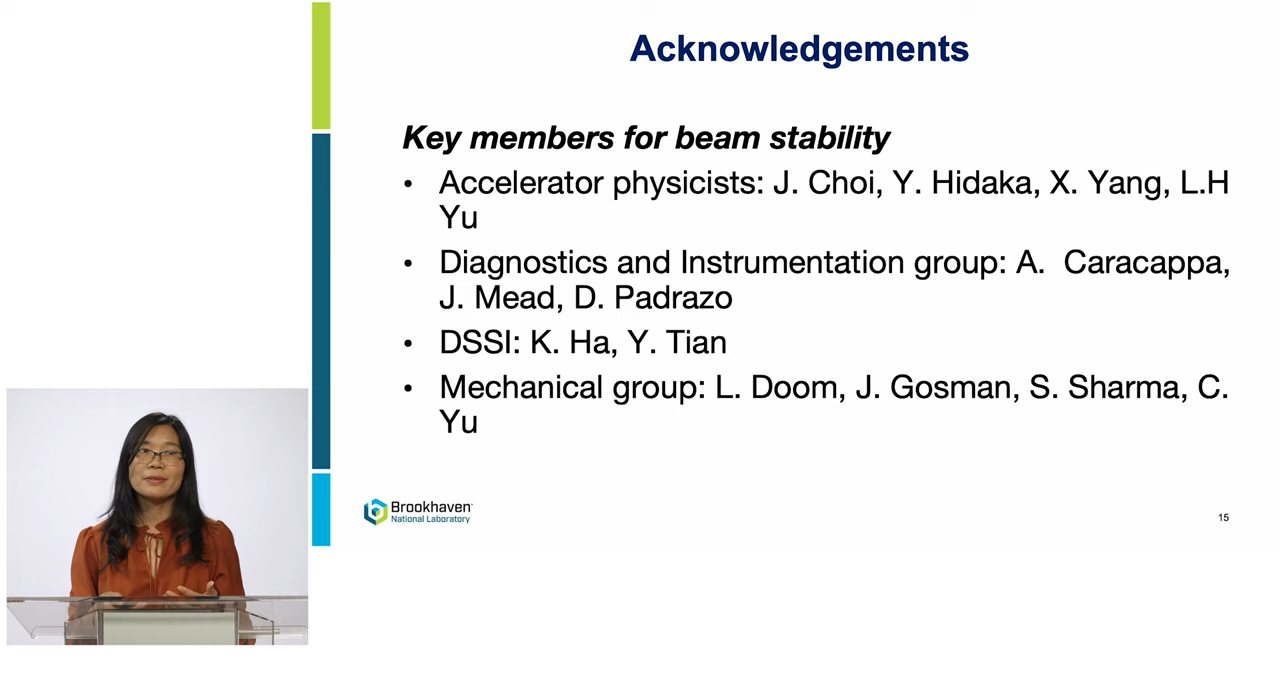 Acknowledgements
Key members for beam stability
• Accelerator physicists: J. Choi, Y. Hidaka, X. Yang, L.H
Yu
• Diagnostics and Instrumentation group: A. Caracappa,
J. Mead, D. Padrazo
• DSSI: K. Ha, Y. Tian
• Mechanical group: L. Doom, J. Gosman, S. Sharma, C.
Yu
Brookhaven
National Laboratory
15